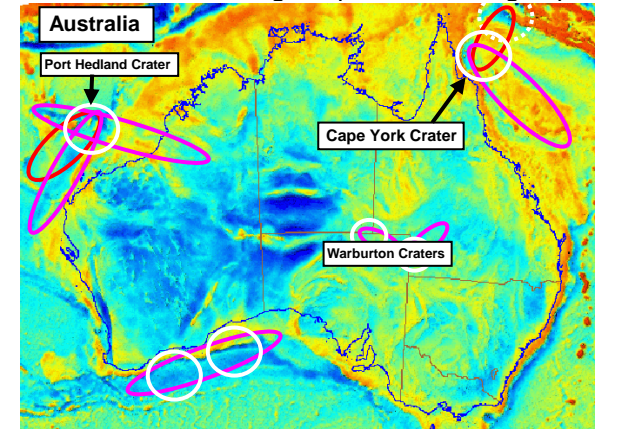 Australia
Port Hedland Crater
Cape York Crater
Warburton Craters